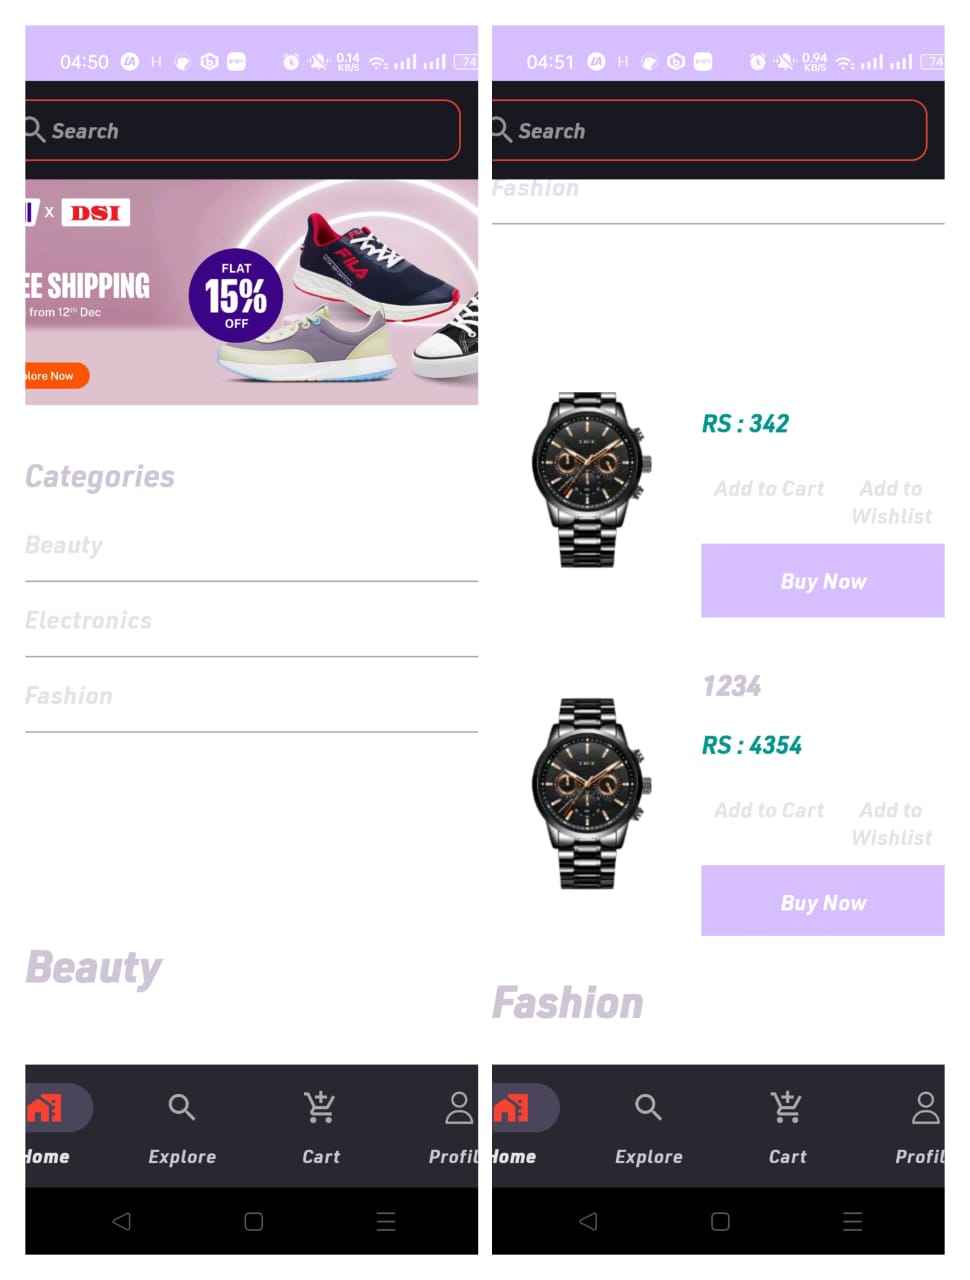 04:50 H 0.14 KB/S 74
Search
x DSI
EE SHIPPING
from 12th Dec
FLAT
15%
OFF
FILA
lore Now
Categories
Beauty
Electronics
Fashion
Beauty
Home
Explore
Cart
Profil
04:51 H 0.94 KB/S 74
Search
Fashion
RS : 342
Add to Cart
Add to
Wishlist
Buy Now
1234
RS : 4354
Add to Cart
Add to
Wishlist
Buy Now
Fashion
Home
Explore
Cart
Profil